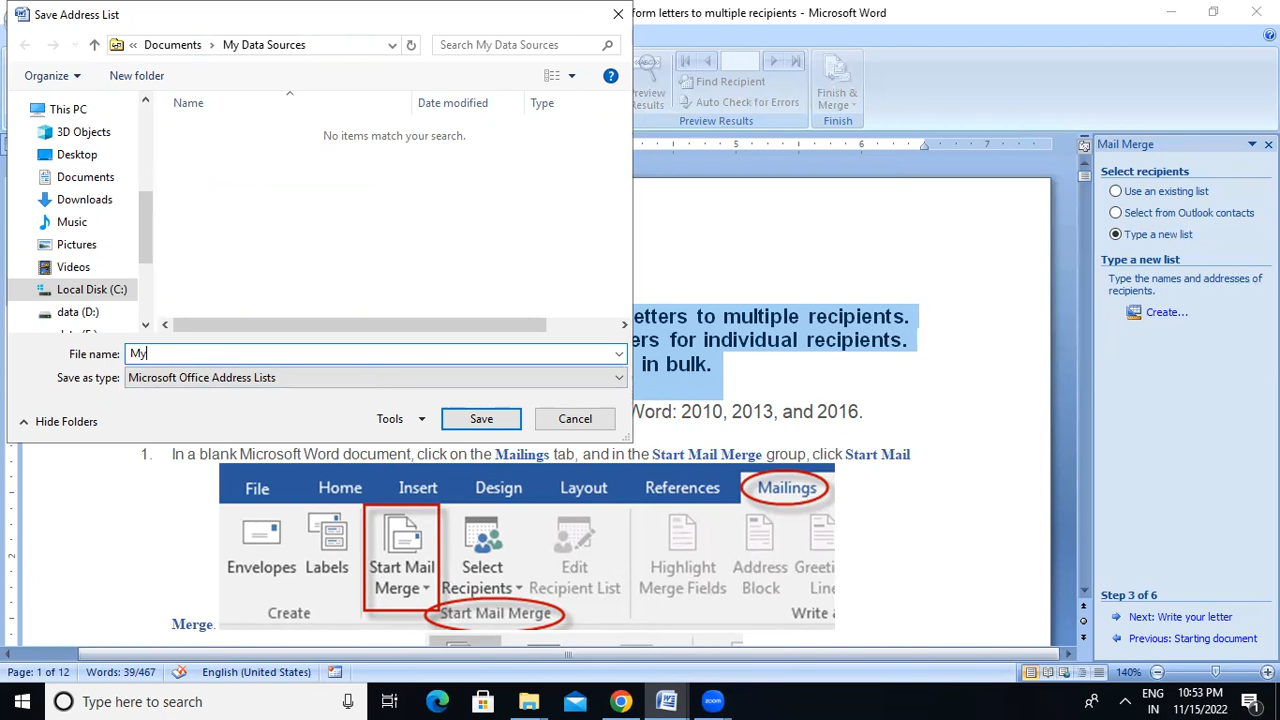 Save Address List
form letters to multiple recipients - Microsoft Word
Documents
My Data Sources
Search My Data Sources
Organize
New folder
Name
Date modified
Type
No items match your search.
This PC
3D Objects
Desktop
Documents
Downloads
Music
Pictures
Videos
Local Disk (C:)
data (D:)
File name:
My
Save as type:
Microsoft Office Address Lists
Hide Folders
Tools
Save
Cancel
Preview
Results
Find Recipient
Auto Check for Errors
Preview Results
Finish &
Merge
Finish
5 6 7
Mail Merge
Select recipients
Use an existing list
Select from Outlook contacts
Type a new list
Type a new list
Type the names and addresses of
recipients.
Create...
Step 3 of 6
Next: Write your letter
Previous: Starting document
etters to multiple recipients.
ers for individual recipients.
in bulk.
Word: 2010, 2013, and 2016.
1. In a blank Microsoft Word document, click on the Mailings tab, and in the Start Mail Merge group, click Start Mail
File Home Insert Design Layout References Mailings
Envelopes Labels
Start Mail
Merge
Select
Recipients
Edit
Recipient List
Highlight
Merge Fields
Address
Block
Greeti
Line
Create
Start Mail Merge
Write a
Merge.
2
Page: 1 of 12
Words: 39/467
English (United States)
140%
Type here to search
ENG
IN
10:53 PM
11/15/2022
1